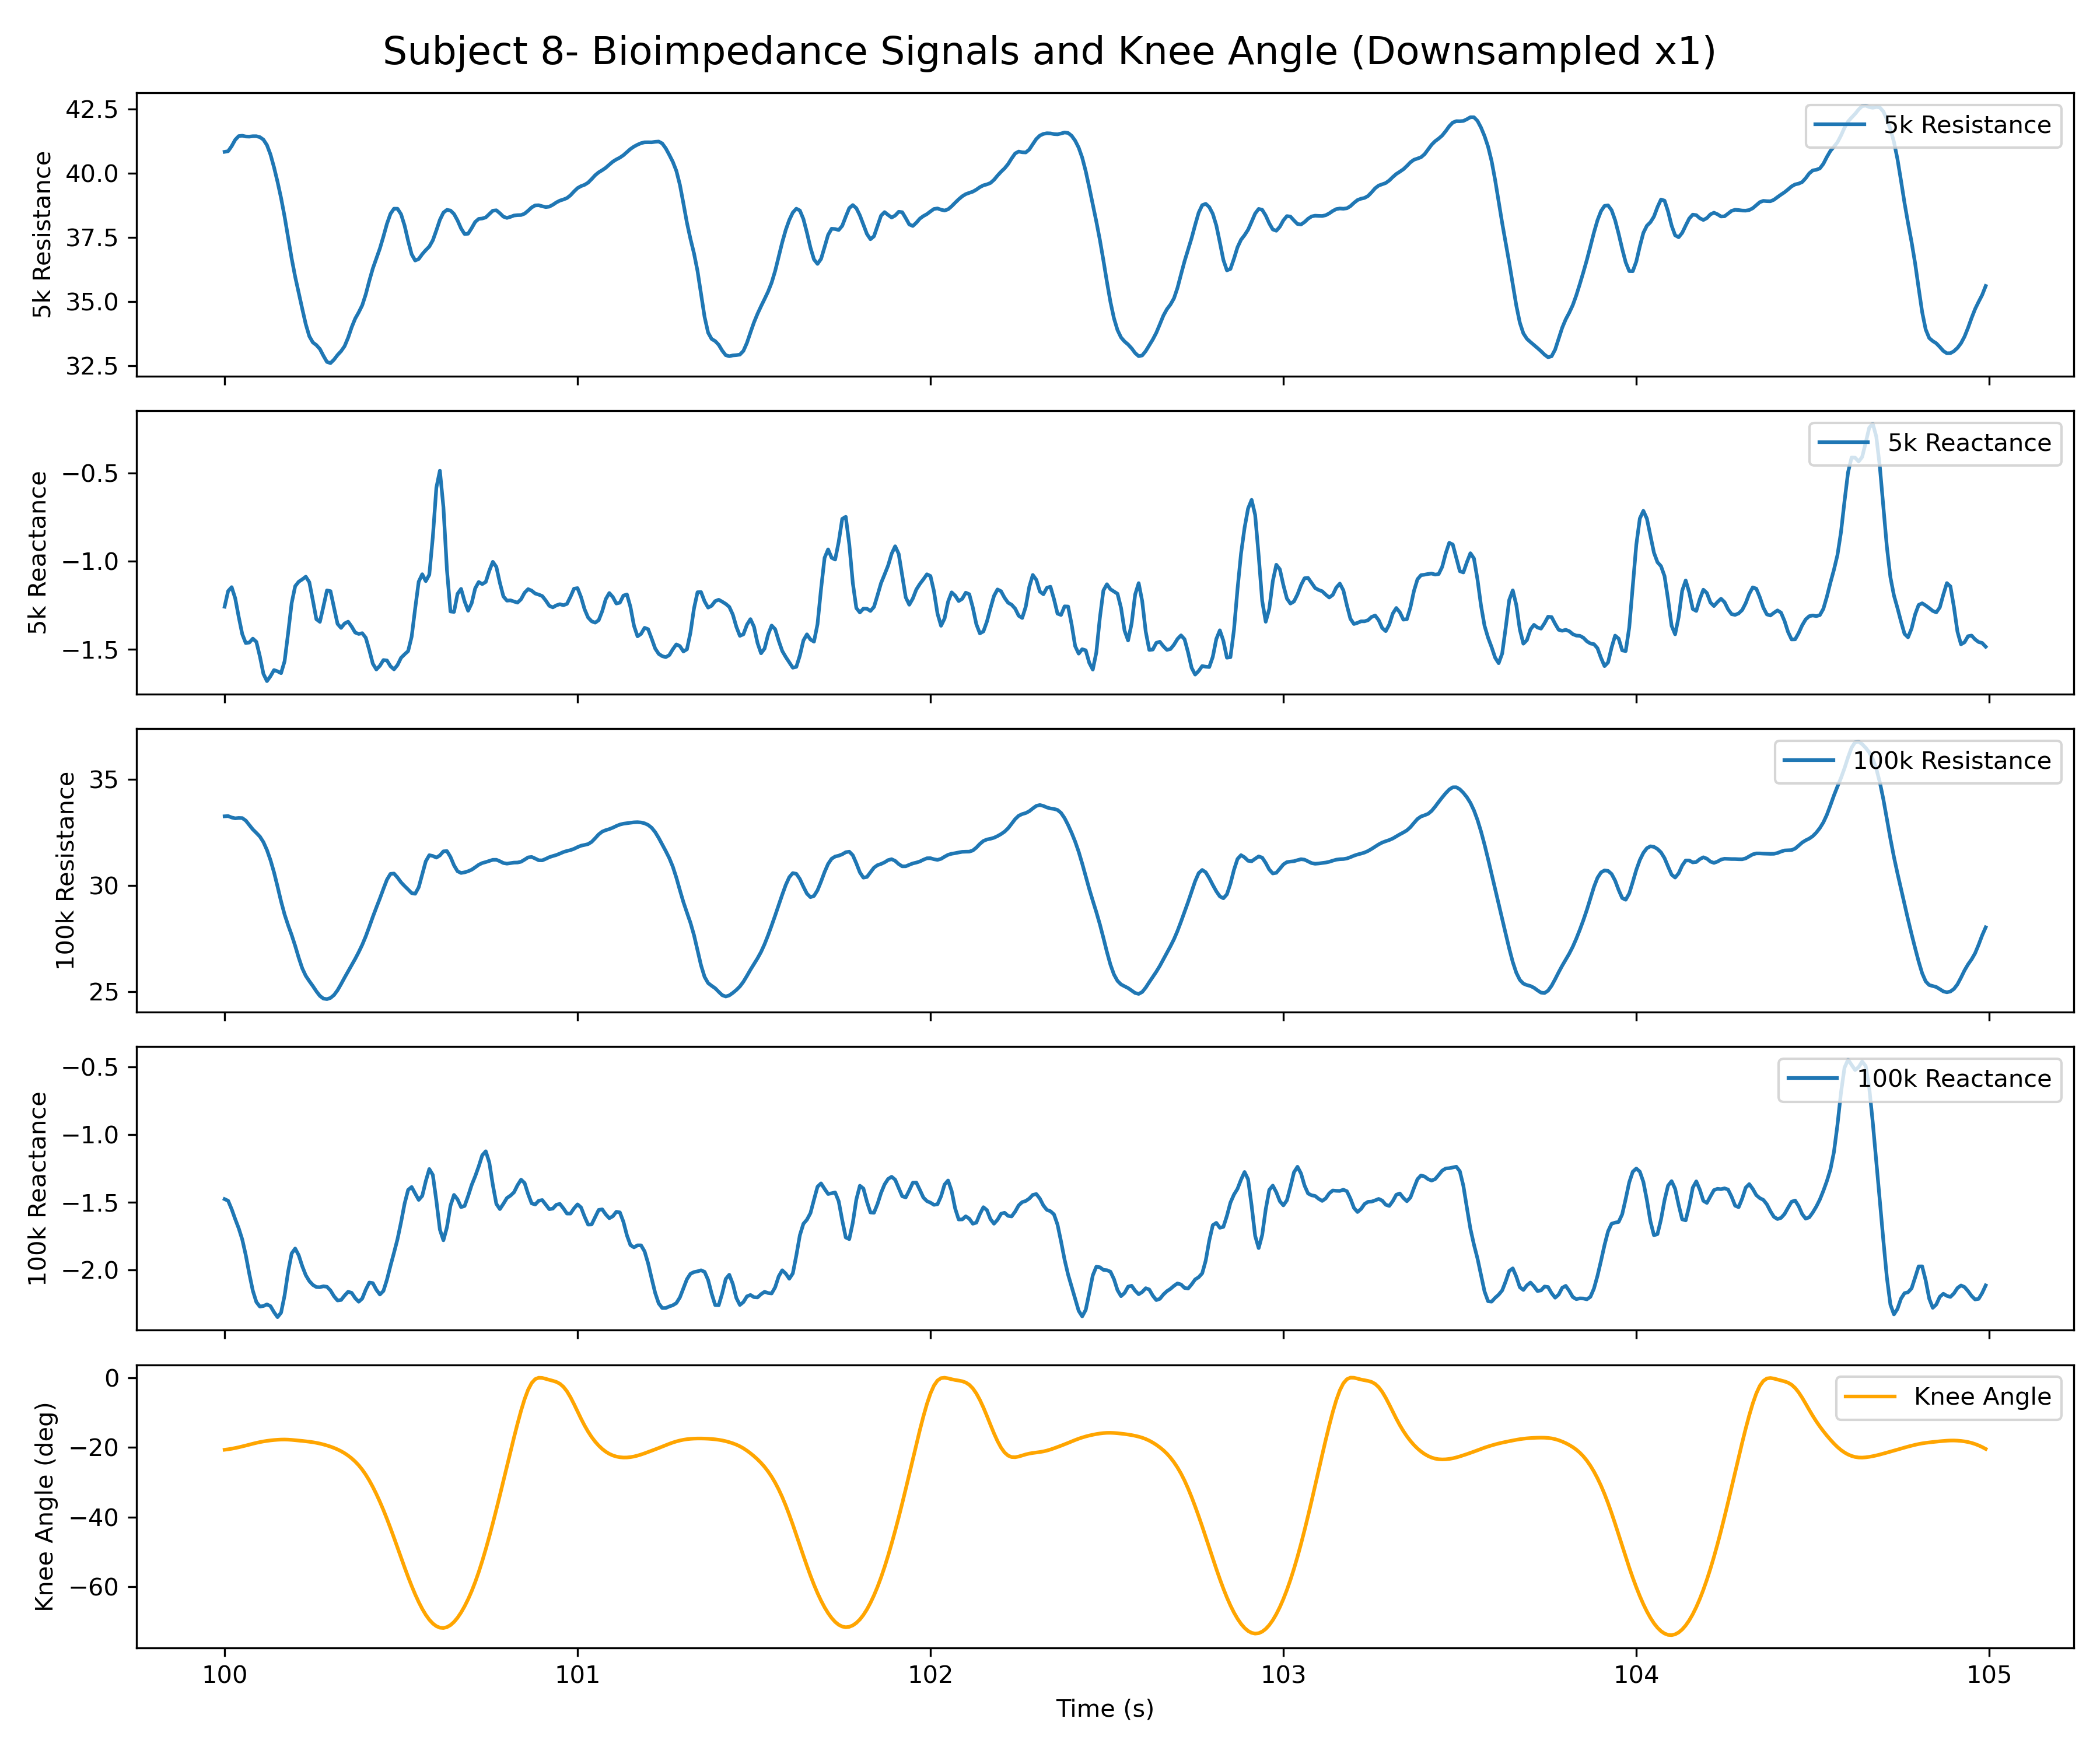 Subject 8- Bioimpedance Signals and Knee Angle (Downsampled x1)
42.5
40.0
37.5
35.0
32.5
5k Resistance
5k Resistance
−0.5
−1.0
−1.5
5k Reactance
5k Reactance
35
30
25
100k Resistance
100k Resistance
−0.5
−1.0
−1.5
−2.0
100k Reactance
100k Reactance
0
−20
−40
−60
Knee Angle (deg)
Knee Angle
100 101 102 103 104 105
Time (s)